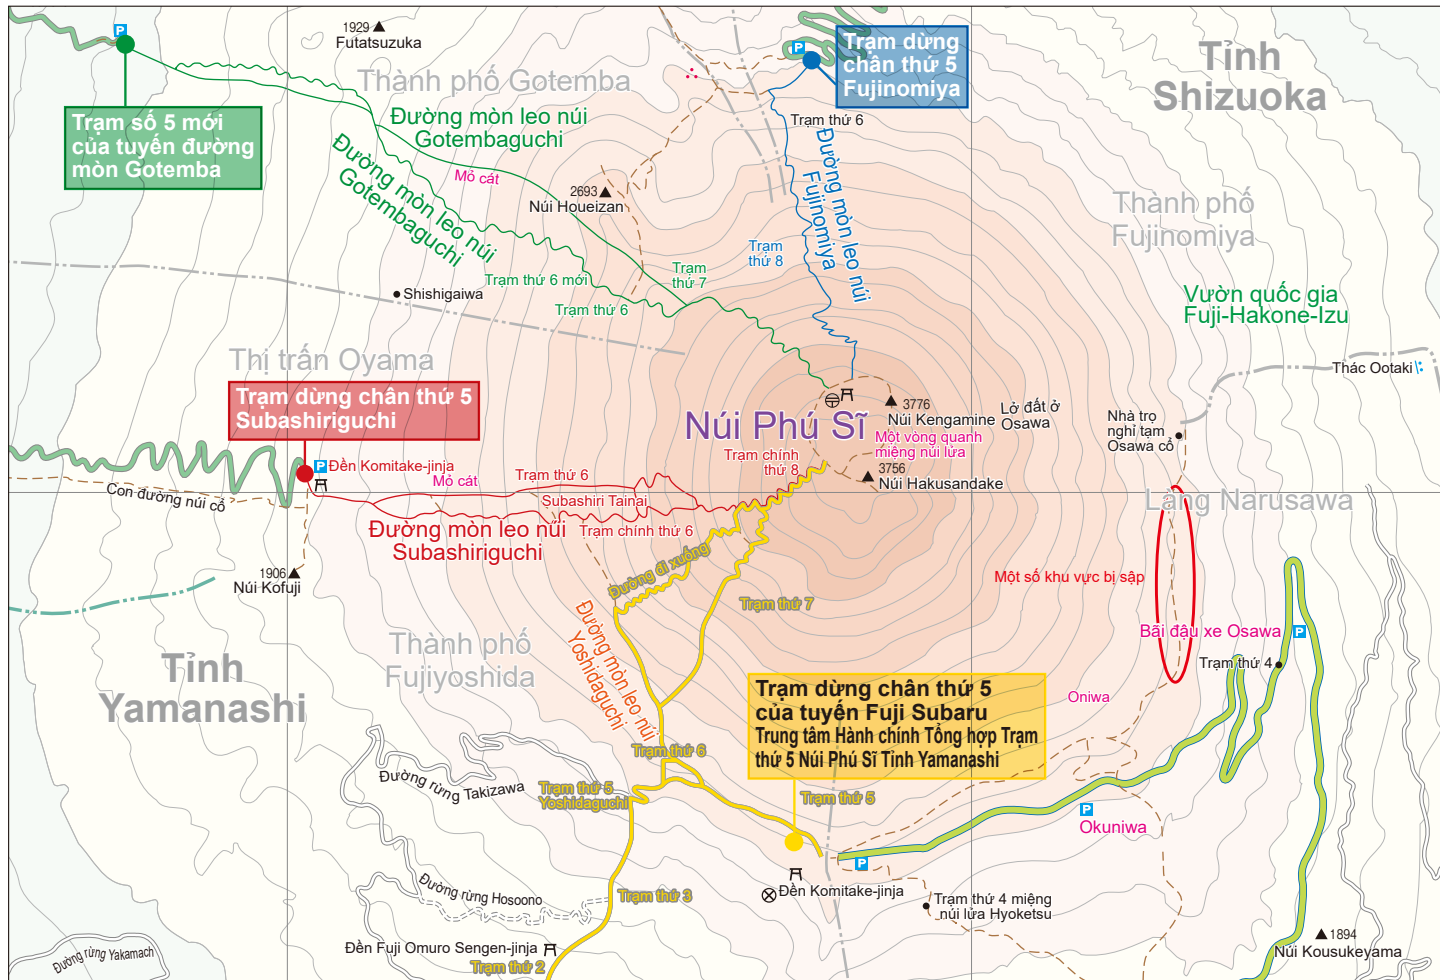 P
1929
Futatsuzuka
Thành phố Gotemba
Trạm số 5 mới
của tuyến đường
mòn Gotemba
Đường mòn leo núi
Gotembaguchi
Đường mòn leo núi
Gotembaguchi
Mỏ cát
2693
Núi Houeizan
P
Trạm dừng
chân thứ 5
Fujinomiya
Trạm thứ 6
Đường mòn leo núi
Fujinomiya
Trạm
thứ 8
Tỉnh
Shizuoka
Thành phố
Fujinomiya
Vườn quốc gia
Fuji-Hakone-Izu
Thác Ootaki
Trạm thứ 6 mới
Trạm
thứ 7
Trạm thứ 6
Shishigaiwa
Thị trấn Oyama
Trạm dừng chân thứ 5
Subashiriguchi
P
Đền Komitake-jinja
Mỏ cát
Con đường núi cổ
Trạm thứ 6
Subashiri Tainai
Trạm chính thứ 6
Đường mòn leo núi
Subashiriguchi
Núi Phú Sĩ
Trạm chính
thứ 8
3776
Núi Kengamine
Một vòng quanh
miệng núi lửa
3756
Núi Hakusandake
Lở đất ở
Osawa
Nhà trọ
nghỉ tạm
Osawa cổ
Làng Narusawa
1906
Núi Kofuji
Đường đi xuống
Trạm thứ 7
Một số khu vực bị sập
Bãi đậu xe Osawa
P
Trạm thứ 4
Oniwa
Thành phố
Fujiyoshida
Tỉnh
Yamanashi
Đường mòn leo núi
Yoshidaguchi
Trạm dừng chân thứ 5
của tuyến Fuji Subaru
Trung tâm Hành chính Tổng hợp Trạm
thứ 5 Núi Phú Sĩ Tỉnh Yamanashi
Trạm thứ 6
Đường rừng Takizawa
Trạm thứ 5
Yoshidaguchi
Trạm thứ 5
P
Okuniwa
P
Đền Komitake-jinja
Trạm thứ 4 miệng
núi lửa Hyoketsu
Đường rừng Hosoono
Trạm thứ 3
Đền Fuji Omuro Sengen-jinja
Trạm thứ 2
Đường rừng Yakamach
1894
Núi Kousukeyama